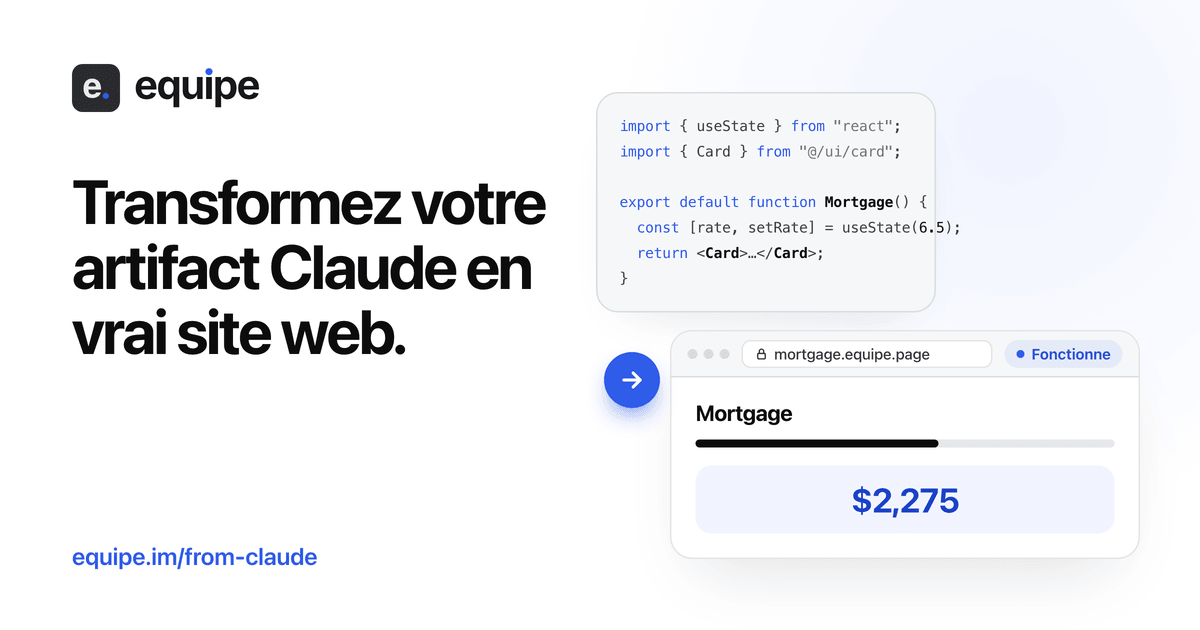 e.
equipe
Transformez votre
artifact Claude en
vrai site web.
equipe.im/from-claude
import { useState } from "react";
import { Card } from "@/ui/card";
export default function Mortgage() {
const [rate, setRate] = useState(6.5);
return <Card>…</Card>;
}
mortgage.equipe.page
Fonctionne
Mortgage
$2,275